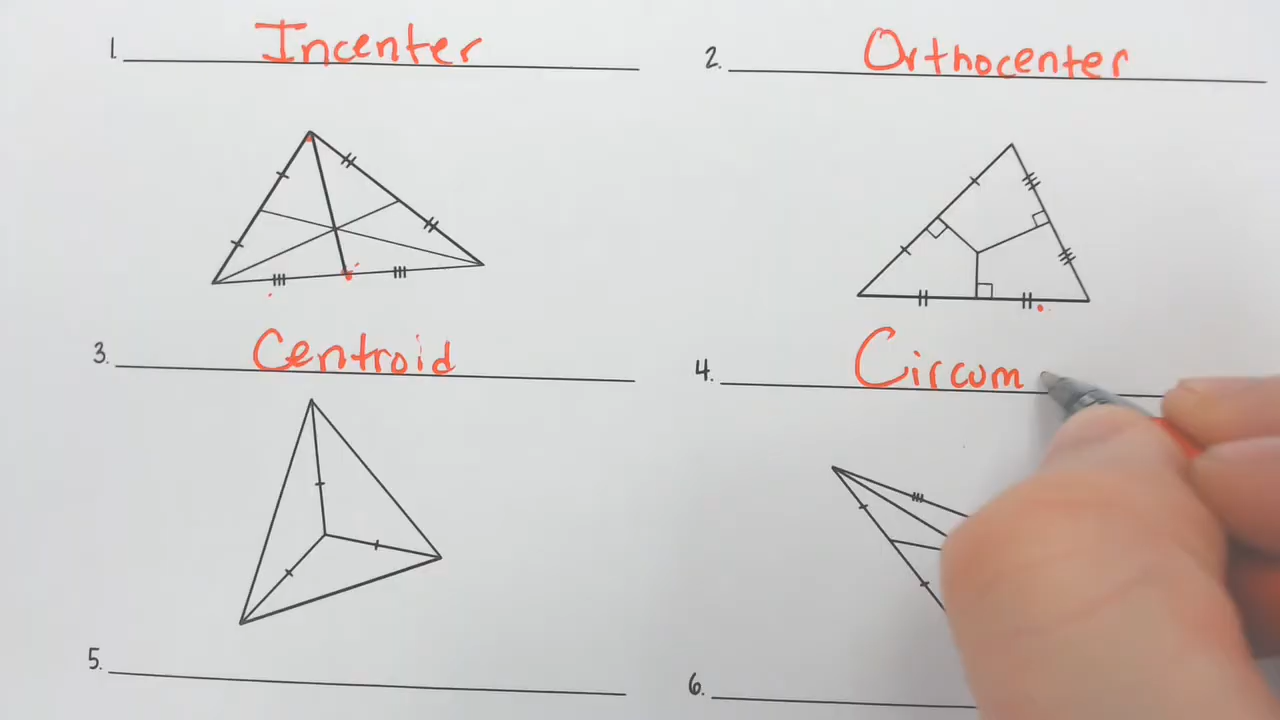 1. Incenter
2. Orthocenter
3. Centroid
4. Circum
5.
6.